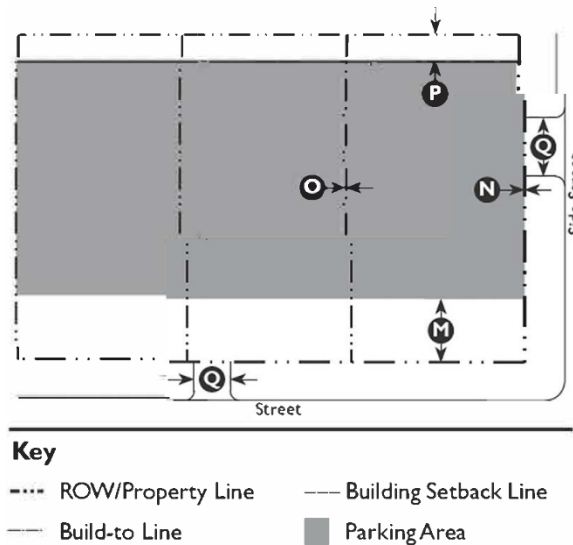 P
Q
O
N
M
Q
Street
Key
ROW/Property Line
Building Setback Line
Build-to Line
Parking Area